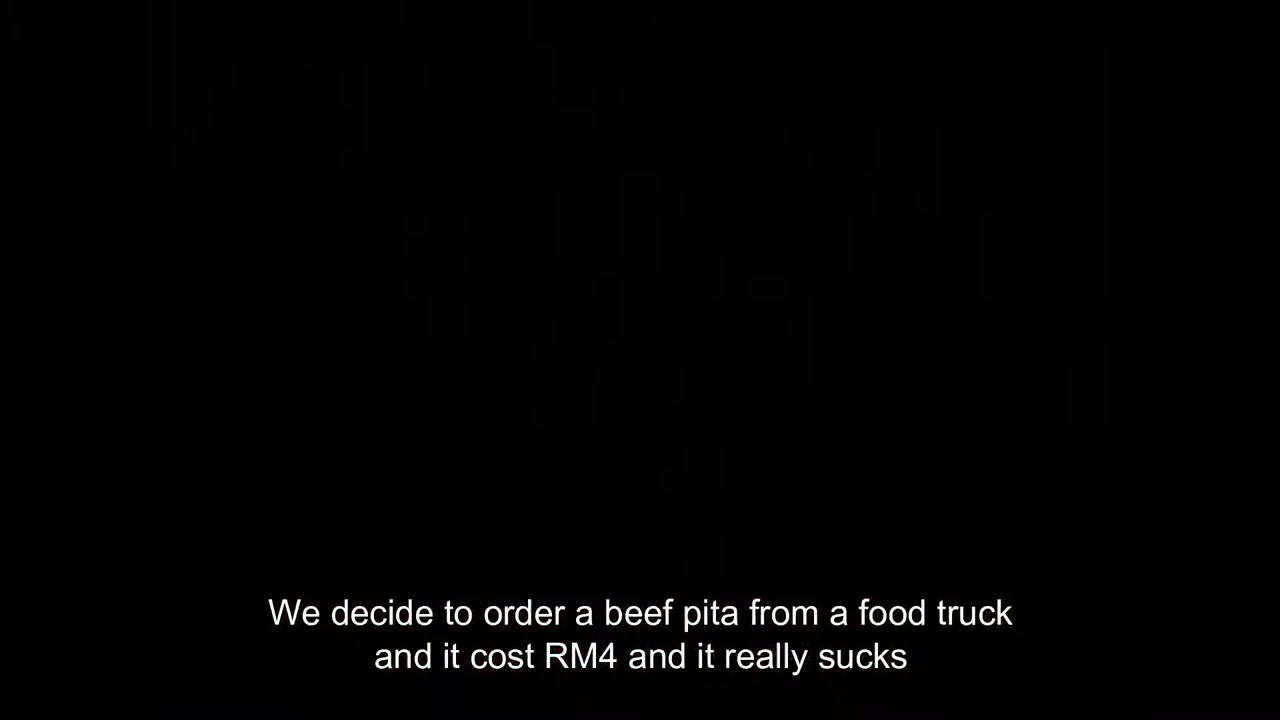 We decide to order a beef pita from a food truck
and it cost RM4 and it really sucks